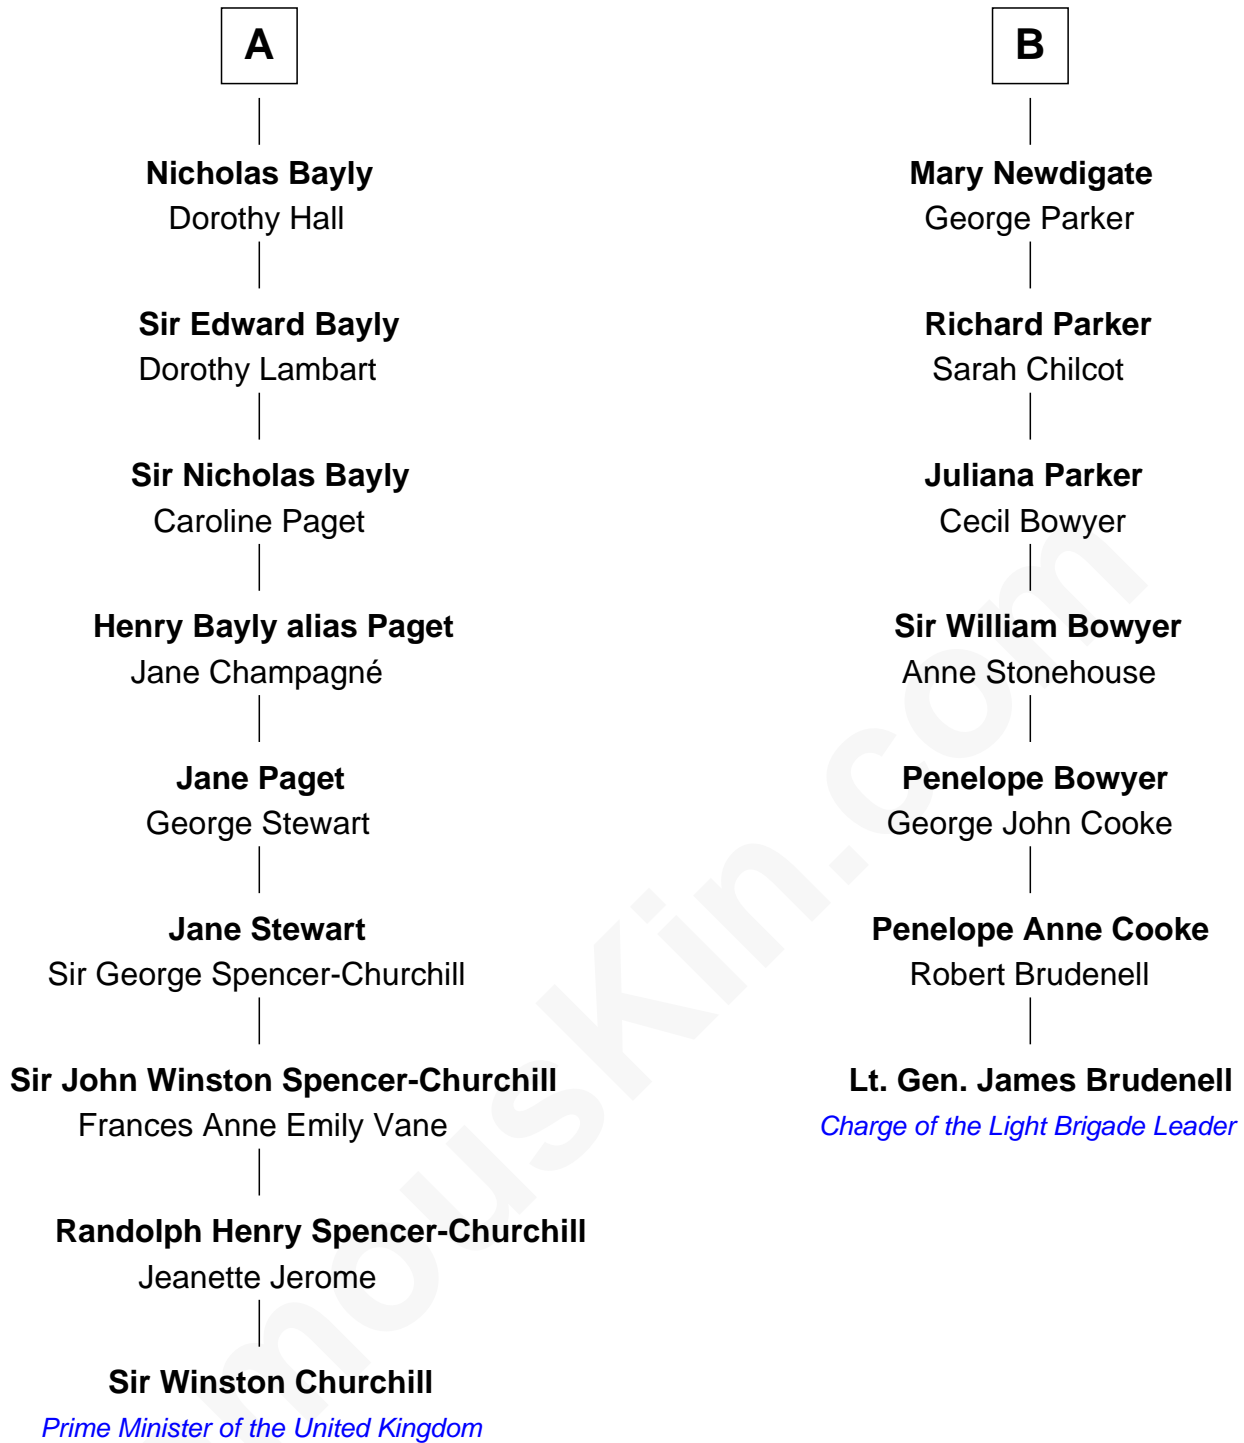 A
Nicholas Bayly
Dorothy Hall
Sir Edward Bayly
Dorothy Lambart
Sir Nicholas Bayly
Caroline Paget
Henry Bayly alias Paget
Jane Champagné
Jane Paget
George Stewart
Jane Stewart
Sir George Spencer-Churchill
Sir John Winston Spencer-Churchill
Frances Anne Emily Vane
Randolph Henry Spencer-Churchill
Jeanette Jerome
Sir Winston Churchill
Prime Minister of the United Kingdom
B
Mary Newdigate
George Parker
Richard Parker
Sarah Chilcot
Juliana Parker
Cecil Bowyer
Sir William Bowyer
Anne Stonehouse
Penelope Bowyer
George John Cooke
Penelope Anne Cooke
Robert Brudenell
Lt. Gen. James Brudenell
Charge of the Light Brigade Leader
mousKin.com